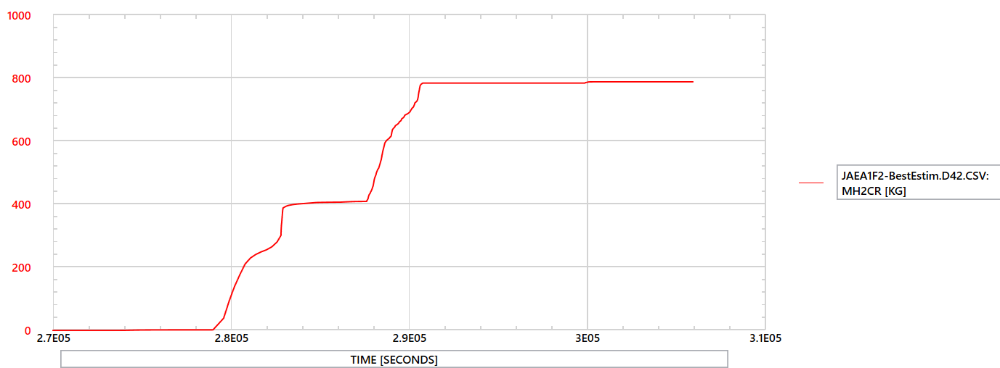 1000
800
600
400
200
0
2.7E05 2.8E05 2.9E05 3E05 3.1E05
TIME [SECONDS]
JAEA1F2-BestEstim.D42.CSV:
MH2CR [KG]